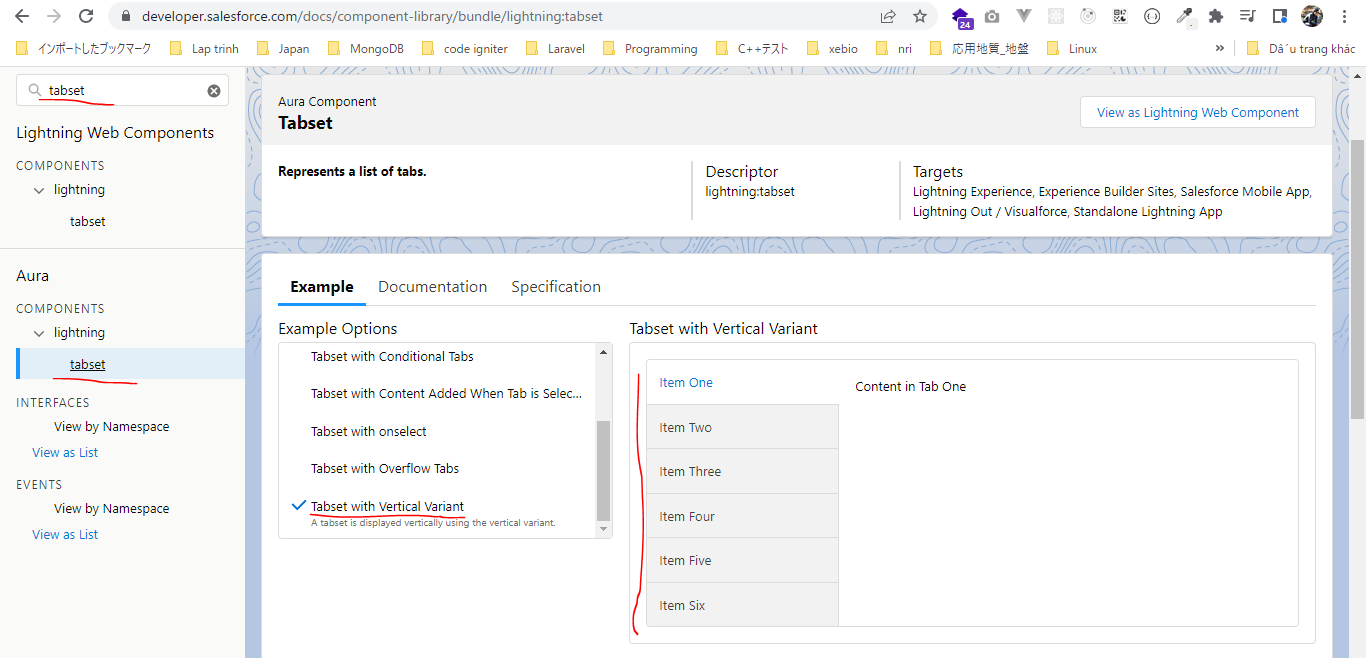 developer.salesforce.com/docs/component-library/bundle/lightning:tabset
24
インポートしたブックマーク
Lap trinh
Japan
MongoDB
code igniter
Laravel
Programming
C++テスト
xebio
nri
応用地質_地盤
Linux
»
Dấu trang khác
tabset
Lightning Web Components
COMPONENTS
lightning
tabset
Aura
COMPONENTS
lightning
tabset
INTERFACES
View by Namespace
View as List
EVENTS
View by Namespace
View as List
Aura Component
Tabset
View as Lightning Web Component
Represents a list of tabs.
Descriptor
lightning:tabset
Targets
Lightning Experience, Experience Builder Sites, Salesforce Mobile App,
Lightning Out / Visualforce, Standalone Lightning App
Example
Documentation
Specification
Example Options
Tabset with Conditional Tabs
Tabset with Content Added When Tab is Selec...
Tabset with onselect
Tabset with Overflow Tabs
Tabset with Vertical Variant
A tabset is displayed vertically using the vertical variant.
Tabset with Vertical Variant
Item One
Item Two
Item Three
Item Four
Item Five
Item Six
Content in Tab One